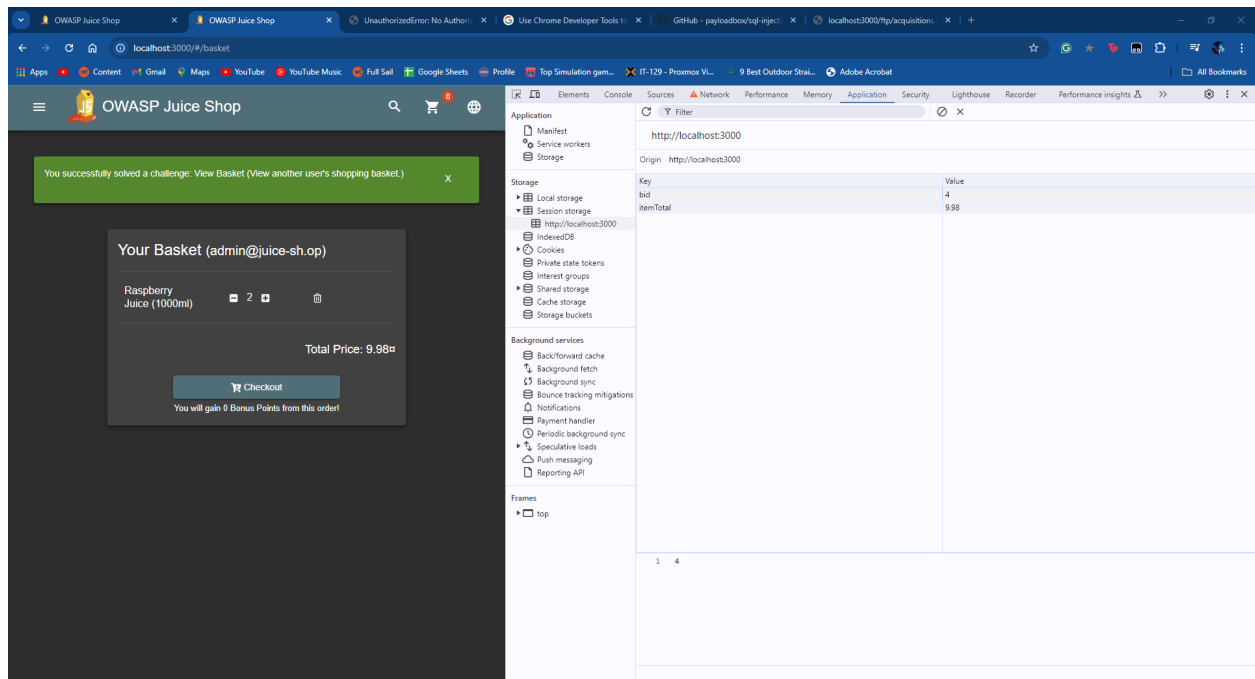 OWASP Juice Shop
OWASP Juice Shop
UnauthorizedError: No Authoriz
Use Chrome Developer Tools to
GitHub - payloadbox/sql-inject
localhost:3000/ftp/acquisitions.
localhost:3000/#/basket
Apps
Content
Gmail
Maps
YouTube
YouTube Music
Full Sail
Google Sheets
Profile
Top Simulation gam...
IT-129 - Proxmox Vi...
9 Best Outdoor Strai...
Adobe Acrobat
All Bookmarks
OWASP Juice Shop
0
You successfully solved a challenge: View Basket (View another user's shopping basket.)
X
Your Basket (admin@juice-sh.op)
Raspberry
Juice (1000ml)
2
Total Price: 9.98¤
Checkout
You will gain 0 Bonus Points from this order!
Elements Console Sources Network Performance Memory Application Security Lighthouse Recorder Performance insights
Application
Manifest
Service workers
Storage
Storage
Local storage
Session storage
http://localhost:3000
IndexedDB
Cookies
Private state tokens
Interest groups
Shared storage
Cache storage
Storage buckets
Background services
Back/forward cache
Background fetch
Background sync
Bounce tracking mitigations
Notifications
Payment handler
Periodic background sync
Speculative loads
Push messaging
Reporting API
Frames
top
Filter
http://localhost:3000
Origin http://localhost:3000
Key Value
bid 4
itemTotal 9.98
1 4